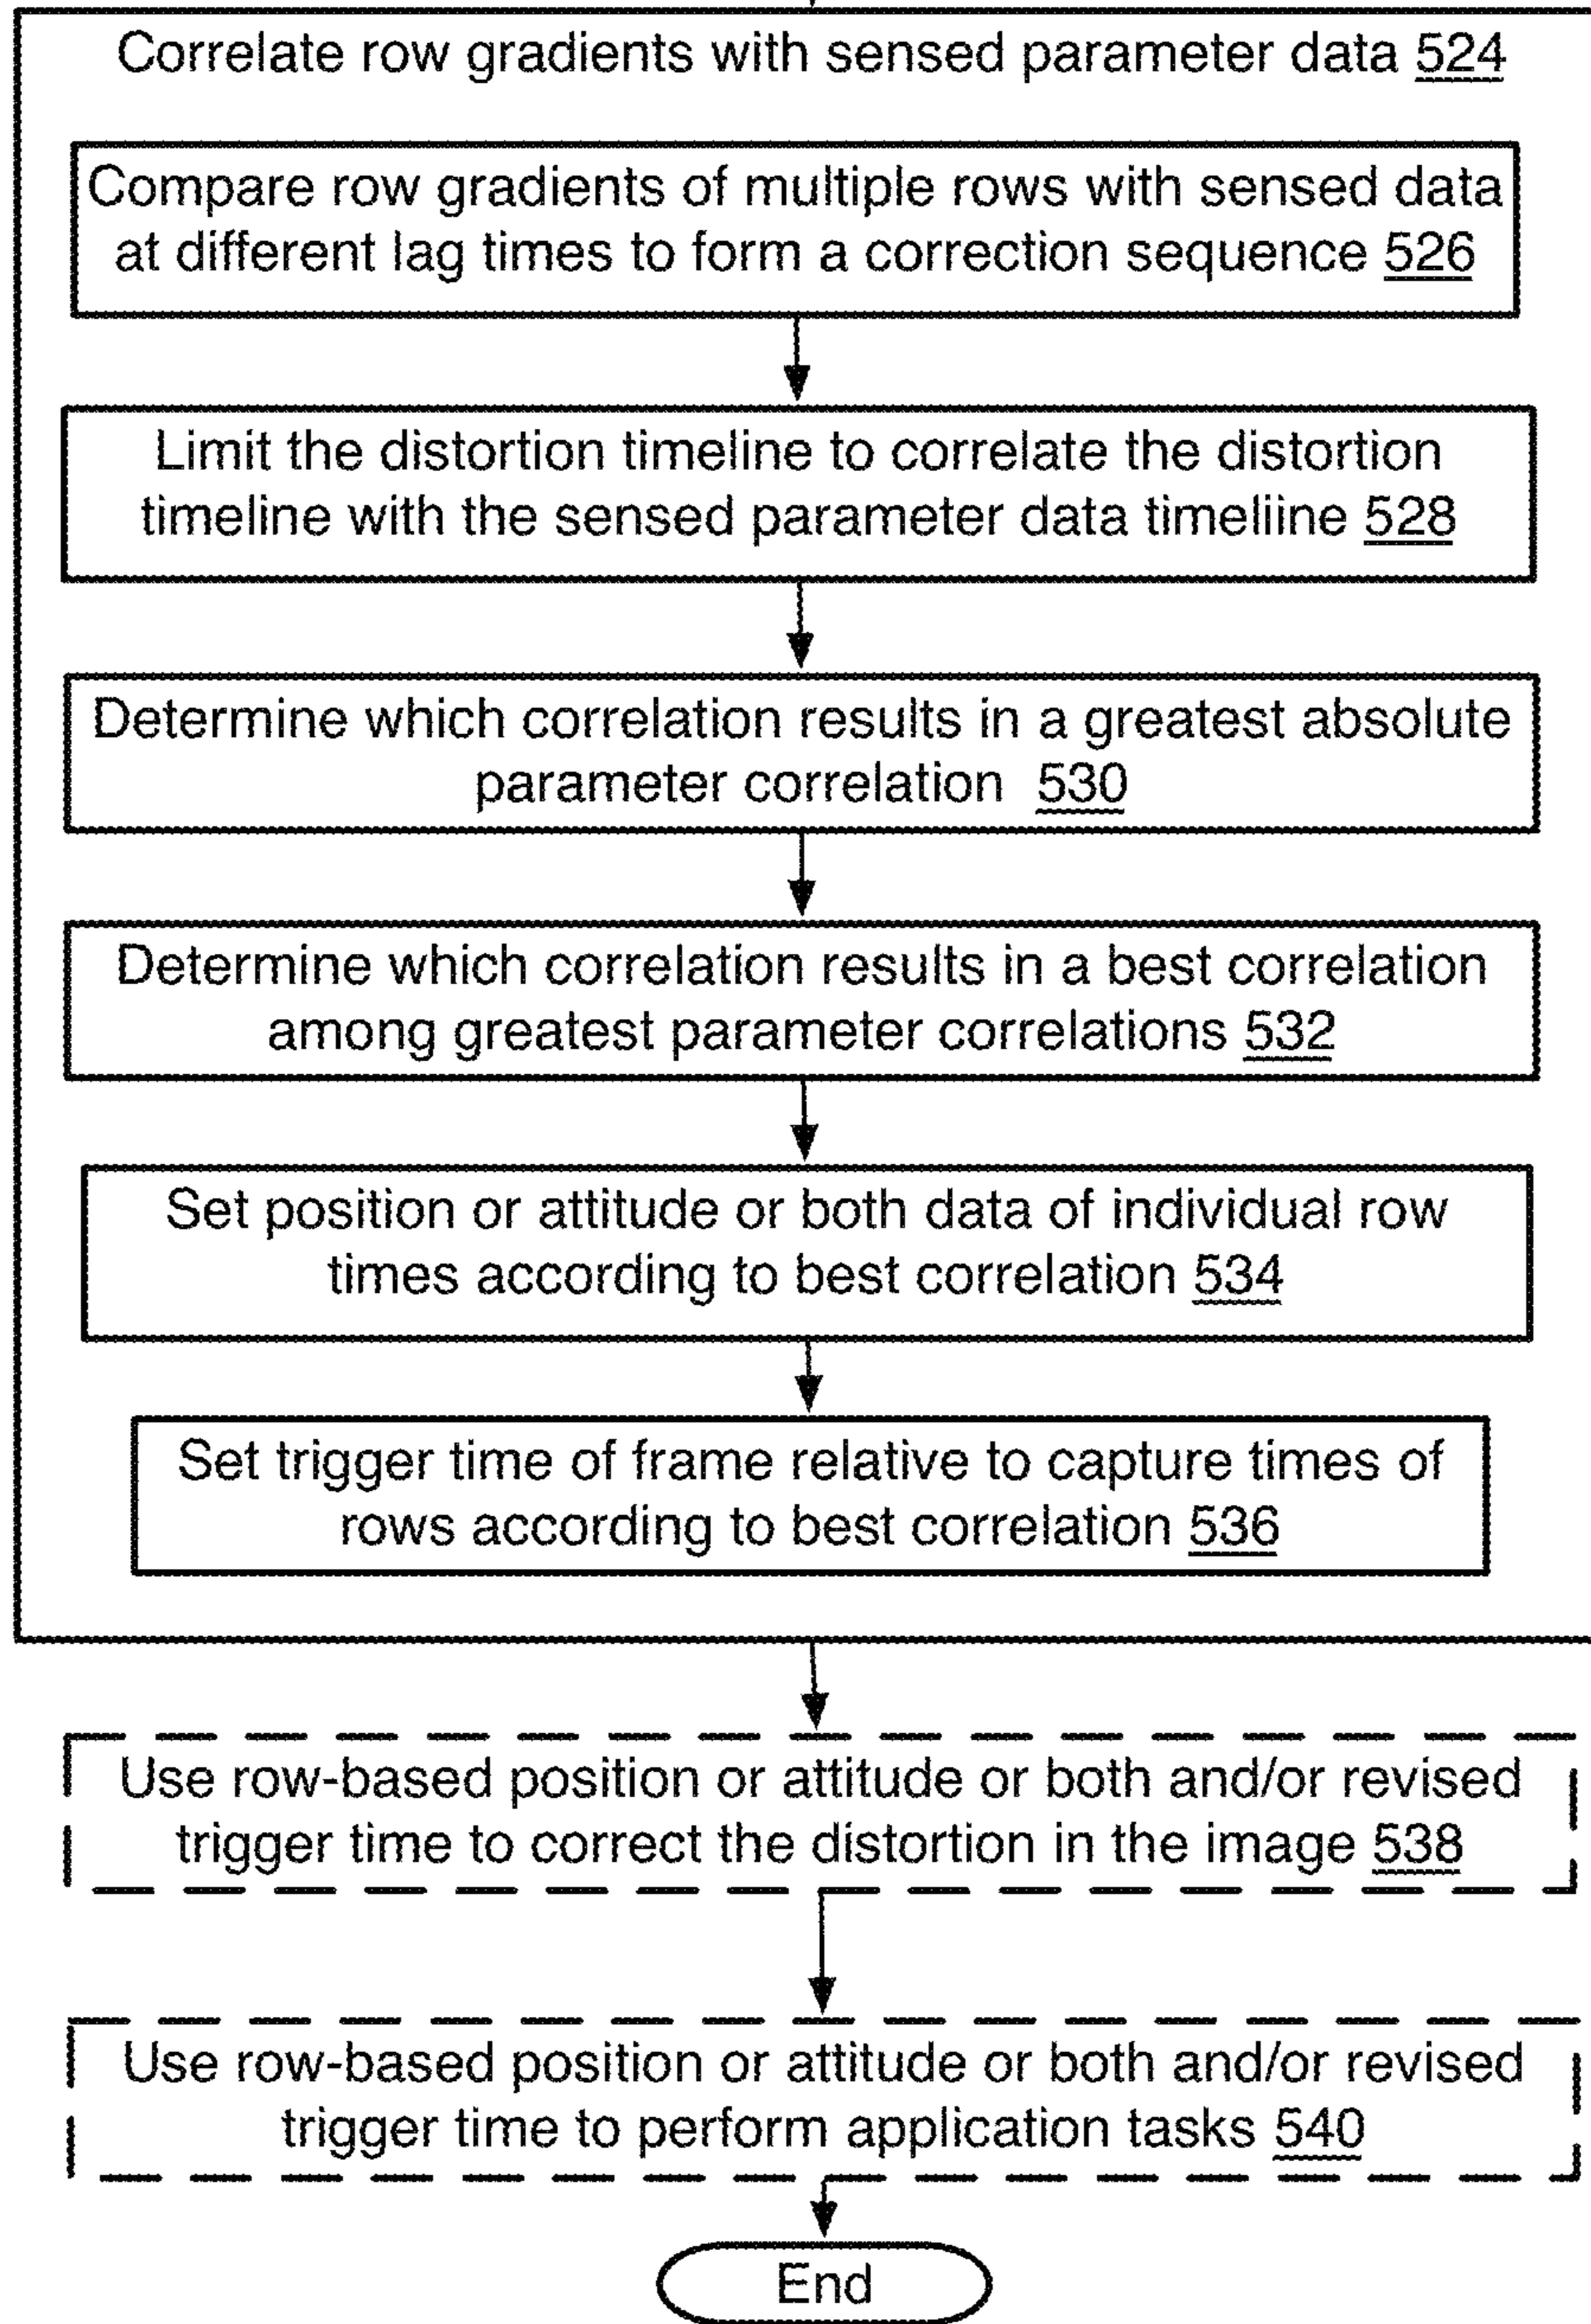 Correlate row gradients with sensed parameter data 524
Compare row gradients of multiple rows with sensed data
at different lag times to form a correction sequence 526
Limit the distortion timeline to correlate the distortion
timeline with the sensed parameter data timeliine 528
Determine which correlation results in a greatest absolute
parameter correlation 530
Determine which correlation results in a best correlation
among greatest parameter correlations 532
Set position or attitude or both data of individual row
times according to best correlation 534
Set trigger time of frame relative to capture times of
rows according to best correlation 536
Use row-based position or attitude or both and/or revised
trigger time to correct the distortion in the image 538
Use row-based position or attitude or both and/or revised
trigger time to perform application tasks 540
End